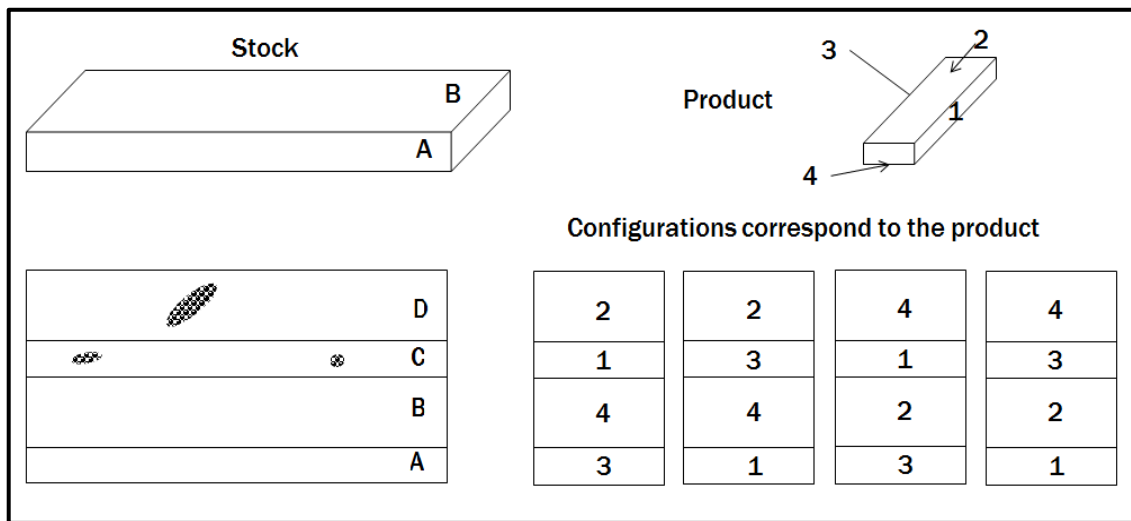 Stock
B
A
2
3
Product
1
4
Configurations correspond to the product
D
C
B
A
2 2 4 4
1 3 1 3
4 4 2 2
3 1 3 1